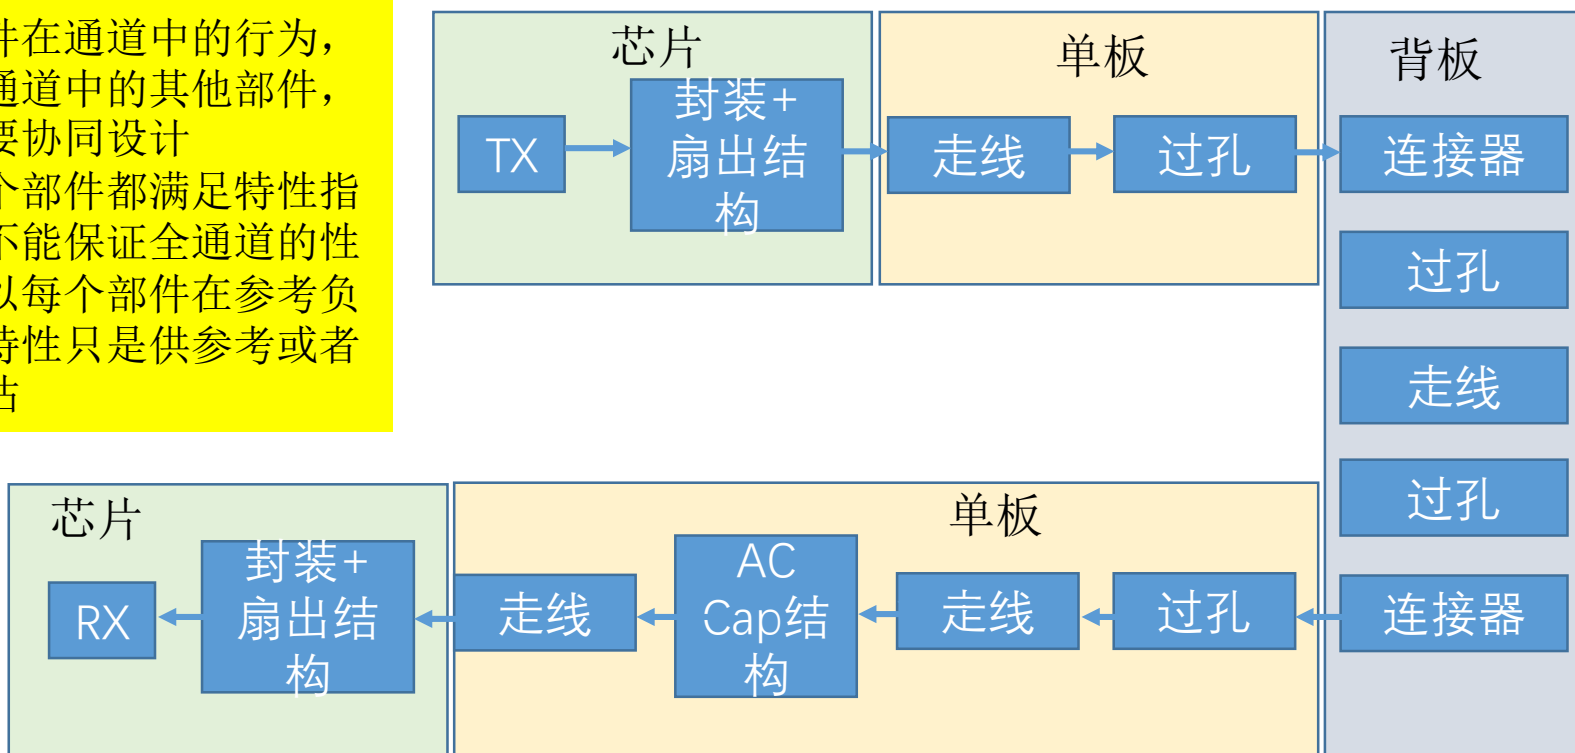 件在通道中的行为，
通道中的其他部件，
要协同设计
个部件都满足特性指
不能保证全通道的性
以每个部件在参考负
特性只是供参考或者
估
芯片
单板
背板
TX
封装+
扇出结
构
走线
过孔
连接器
过孔
走线
过孔
连接器
芯片
单板
RX
封装+
扇出结
构
走线
AC
Cap结
构
走线
过孔